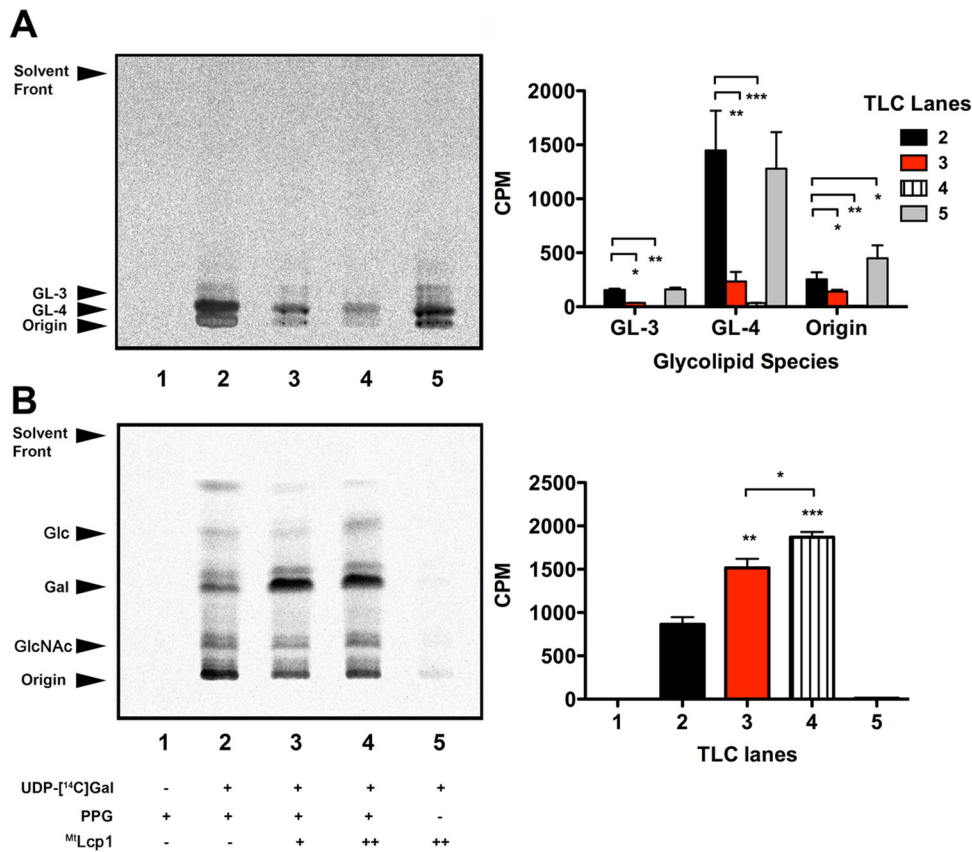 A
Solvent
Front
GL-3
GL-4
Origin
1 2 3 4 5
2000
1500
1000
500
0
CPM
*** 
**
* **
* ** *
GL-3 GL-4 Origin
Glycolipid Species
TLC Lanes
2
3
4
5
B
Solvent
Front
Glc
Gal
GlcNAc
Origin
1 2 3 4 5
UDP-[¹⁴C]Gal - + + + +
PPG + + + + -
ᴹᵗLcp1 - - + ++ ++
2500
2000
1500
1000
500
0
CPM
*
** ***
1 2 3 4 5
TLC lanes